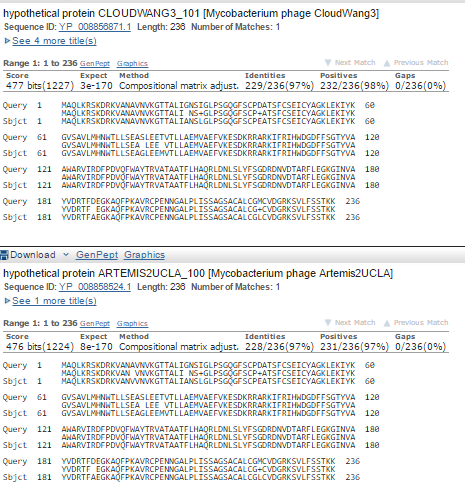 hypothetical protein CLOUDWANG3_101 [Mycobacterium phage CloudWang3]
Sequence ID: YP_008856871.1 Length: 236 Number of Matches: 1
See 4 more title(s)
Range 1: 1 to 236 GenPept Graphics Next Match Previous Match
Score Expect Method Identities Positives Gaps
477 bits(1227) 3e-170 Compositional matrix adjust. 229/236(97%) 232/236(98%) 0/236(0%)
Query 1 MAQLKRSKDRKVANAVNVKGTTALIGNSIGLPSGQGFSCPDATSFCSEICYAGKLEKIYK 60
MAQLKRSKDRKVANAVNVKGTTALI NS+GLPSGQGFSCP+ATSFCSEICYAGKLEKIYK
Sbjct 1 MAQLKRSKDRKVANAVNVKGTTALIANSLGLPSGQGFSCPEATSFCSEICYAGKLEKIYK 60
Query 61 GVSAVLMHNWTLLSEASLEETVTLLAEMVAEFVKESDKRRARKIFRIHWDGDFFSGTYVA 120
GVSAVLMHNWTLLSEA LEE VTLLAEMVAEFVKESDKRRARKIFRIHWDGDFFSGTYVA
Sbjct 61 GVSAVLMHNWTLLSEAGLEEMVTLLAEMVAEFVKESDKRRARKIFRIHWDGDFFSGTYVA 120
Query 121 AWARVIRDFPDVQFWAYTRVATAATFLHAQRLDNLSLYFSGDRDNVDTARFLEGKGINVA 180
AWARVIRDFPDVQFWAYTRVATAATFLHAQRLDNLSLYFSGDRDNVDTARFLEGKGINVA
Sbjct 121 AWARVIRDFPDVQFWAYTRVATAATFLHAQRLDNLSLYFSGDRDNVDTARFLEGKGINVA 180
Query 181 YVDRTFDEGKAQFPKAVRCPENNGALPLISSAGSACALCGMCVDGRKSVLFSSTKK 236
YVDRTF EGKAQFPKAVRCPENNGALPLISSAGSACALCG+CVDGRKSVLFSSTKK
Sbjct 181 YVDRTFAEGKAQFPKAVRCPENNGALPLISSAGSACALCGLCVDGRKSVLFSSTKK 236
Download GenPept Graphics
hypothetical protein ARTEMIS2UCLA_100 [Mycobacterium phage Artemis2UCLA]
Sequence ID: YP_008858524.1 Length: 236 Number of Matches: 1
See 1 more title(s)
Range 1: 1 to 236 GenPept Graphics Next Match Previous Match
Score Expect Method Identities Positives Gaps
476 bits(1224) 8e-170 Compositional matrix adjust. 228/236(97%) 231/236(97%) 0/236(0%)
Query 1 MAQLKRSKDRKVANAVNVKGTTALIGNSIGLPSGQGFSCPDATSFCSEICYAGKLEKIYK 60
MAQLKRSKDRKVAN VNVKGTTALI NS+GLPSGQGFSCP+ATSFCSEICYAGKLEKIYK
Sbjct 1 MAQLKRSKDRKVANVVNVKGTTALIANSLGLPSGQGFSCPEATSFCSEICYAGKLEKIYK 60
Query 61 GVSAVLMHNWTLLSEASLEETVTLLAEMVAEFVKESDKRRARKIFRIHWDGDFFSGTYVA 120
GVSAVLMHNWTLLSEA LEE VTLLAEMVAEFVKESDKRRARKIFRIHWDGDFFSGTYVA
Sbjct 61 GVSAVLMHNWTLLSEAGLEEMVTLLAEMVAEFVKESDKRRARKIFRIHWDGDFFSGTYVA 120
Query 121 AWARVIRDFPDVQFWAYTRVATAATFLHAQRLDNLSLYFSGDRDNVDTARFLEGKGINVA 180
AWARVIRDFPDVQFWAYTRVATAATFLHAQRLDNLSLYFSGDRDNVDTARFLEGKGINVA
Sbjct 121 AWARVIRDFPDVQFWAYTRVATAATFLHAQRLDNLSLYFSGDRDNVDTARFLEGKGINVA 180
Query 181 YVDRTFDEGKAQFPKAVRCPENNGALPLISSAGSACALCGMCVDGRKSVLFSSTKK 236
YVDRTF EGKAQFPKAVRCPENNGALPLISSAGSACALCG+CVDGRKSVLFSSTKK
Sbjct 181 YVDRTFAEGKAQFPKAVRCPENNGALPLISSAGSACALCGLCVDGRKSVLFSSTKK 236